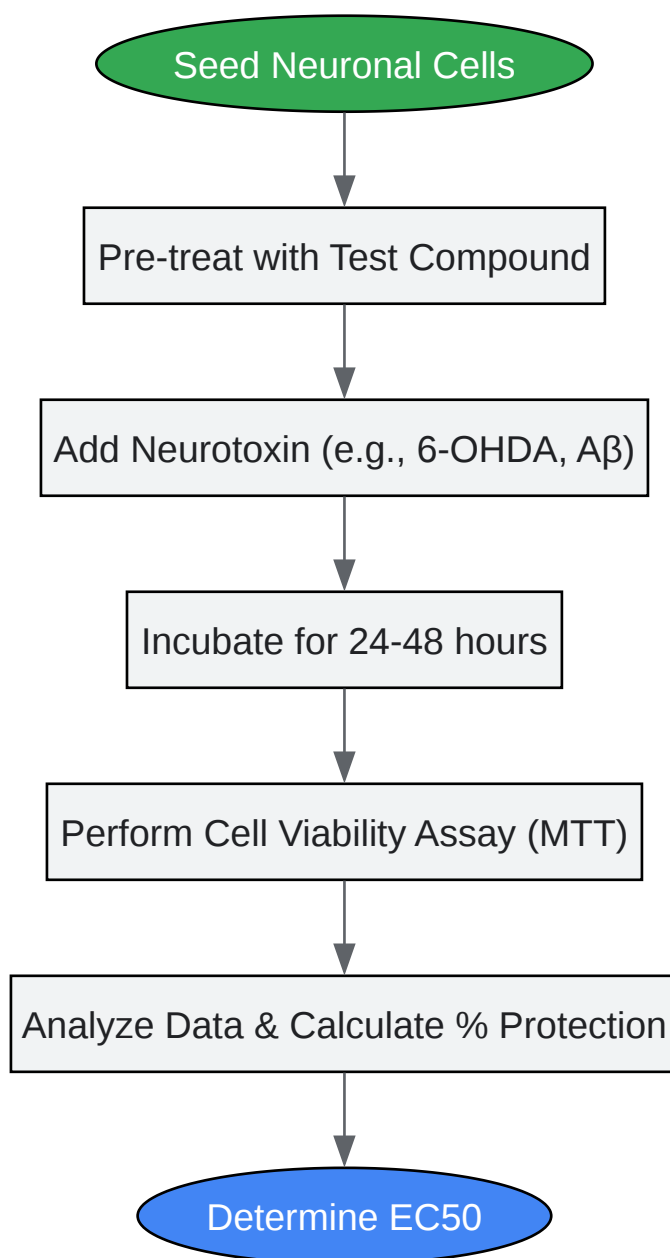 Seed Neuronal Cells
Pre-treat with Test Compound
Add Neurotoxin (e.g., 6-OHDA, Aβ)
Incubate for 24-48 hours
Perform Cell Viability Assay (MTT)
Analyze Data & Calculate % Protection
Determine EC50